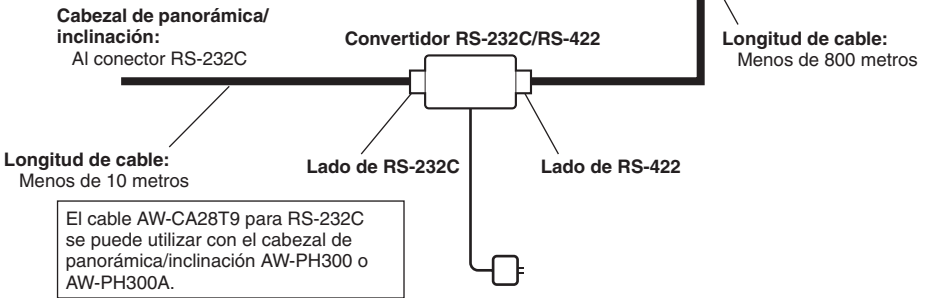 Cabezal de panorámica/
inclinación:
Al conector RS-232C
Convertidor RS-232C/RS-422
Longitud de cable:
Menos de 800 metros
Longitud de cable:
Menos de 10 metros
Lado de RS-232C
Lado de RS-422
El cable AW-CA28T9 para RS-232C
se puede utilizar con el cabezal de
panorámica/inclinación AW-PH300 o
AW-PH300A.